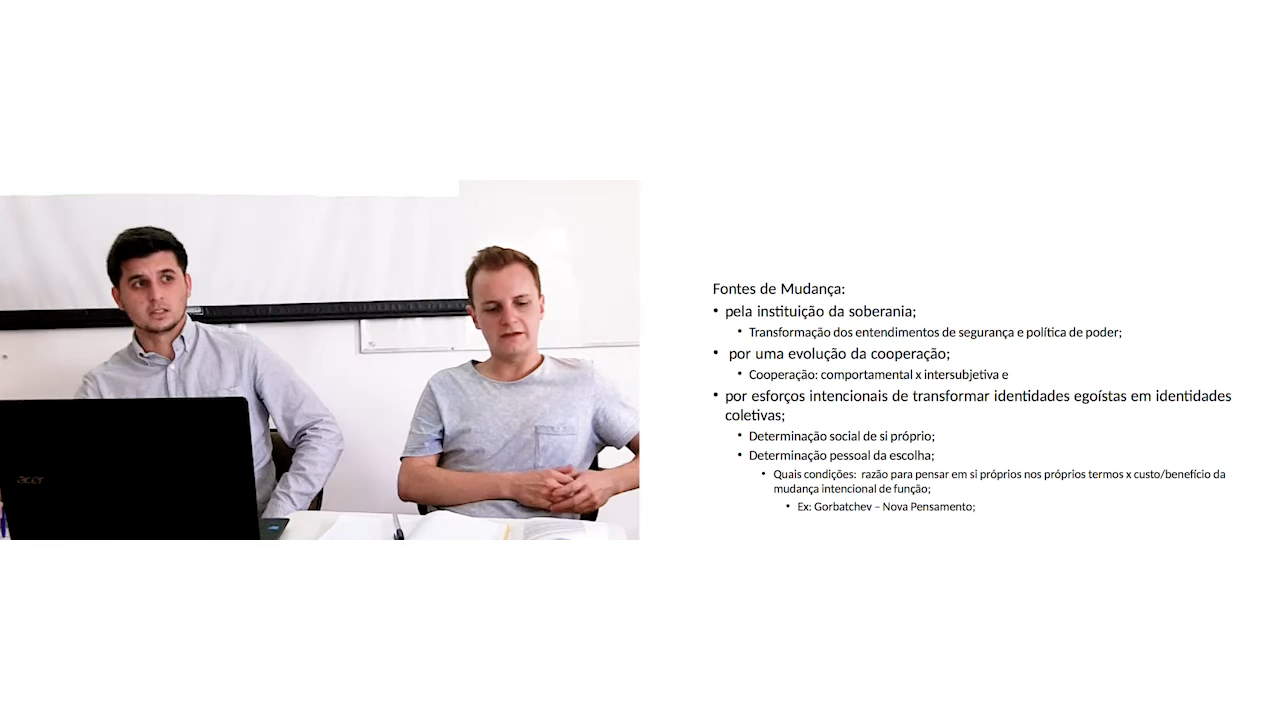 Fontes de Mudança:
• pela instituição da soberania;
• Transformação dos entendimentos de segurança e política de poder;
• por uma evolução da cooperação;
• Cooperação: comportamental x intersubjetiva e
• por esforços intencionais de transformar identidades egoístas em identidades
coletivas;
• Determinação social de si próprio;
• Determinação pessoal da escolha;
• Quais condições: razão para pensar em si próprios nos próprios termos x custo/benefício da
mudança intencional de função;
• Ex: Gorbatchev – Nova Pensamento;
acer